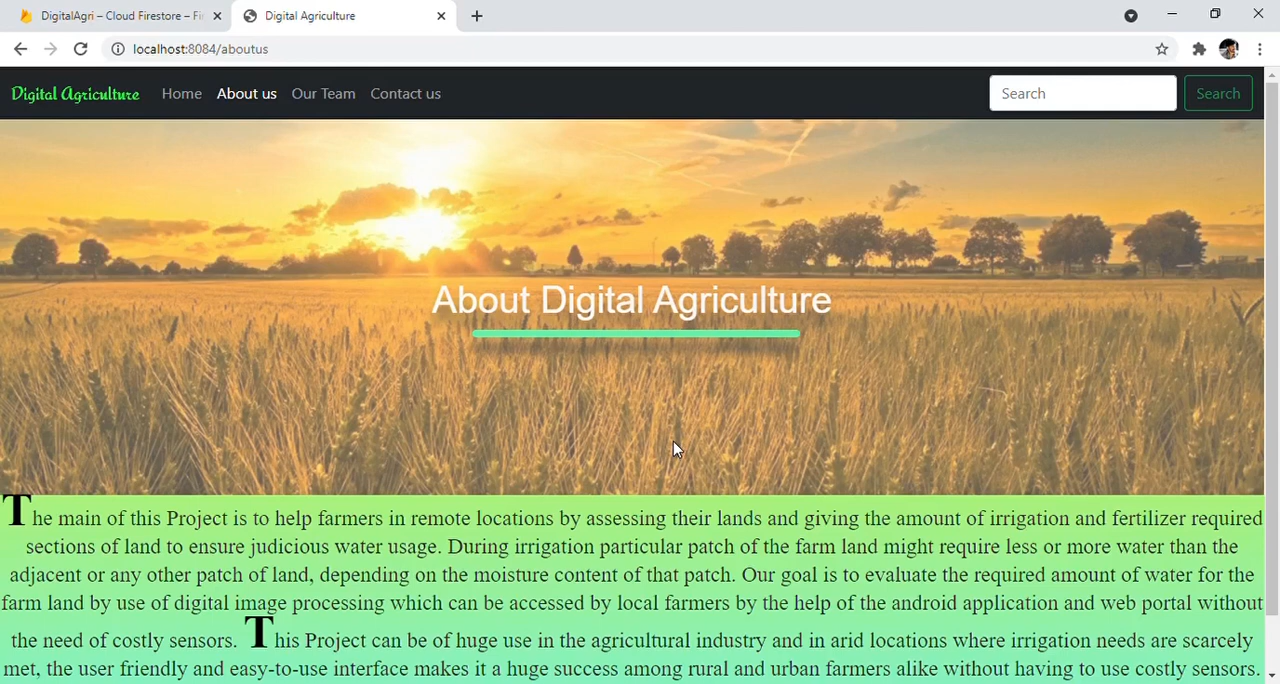 DigitalAgri – Cloud Firestore – Fi
Digital Agriculture
localhost:8084/aboutus
Digital Agriculture Home About us Our Team Contact us Search Search
About Digital Agriculture
The main of this Project is to help farmers in remote locations by assessing their lands and giving the amount of irrigation and fertilizer required
sections of land to ensure judicious water usage. During irrigation particular patch of the farm land might require less or more water than the
adjacent or any other patch of land, depending on the moisture content of that patch. Our goal is to evaluate the required amount of water for the
farm land by use of digital image processing which can be accessed by local farmers by the help of the android application and web portal without
the need of costly sensors. This Project can be of huge use in the agricultural industry and in arid locations where irrigation needs are scarcely
met, the user friendly and easy-to-use interface makes it a huge success among rural and urban farmers alike without having to use costly sensors.